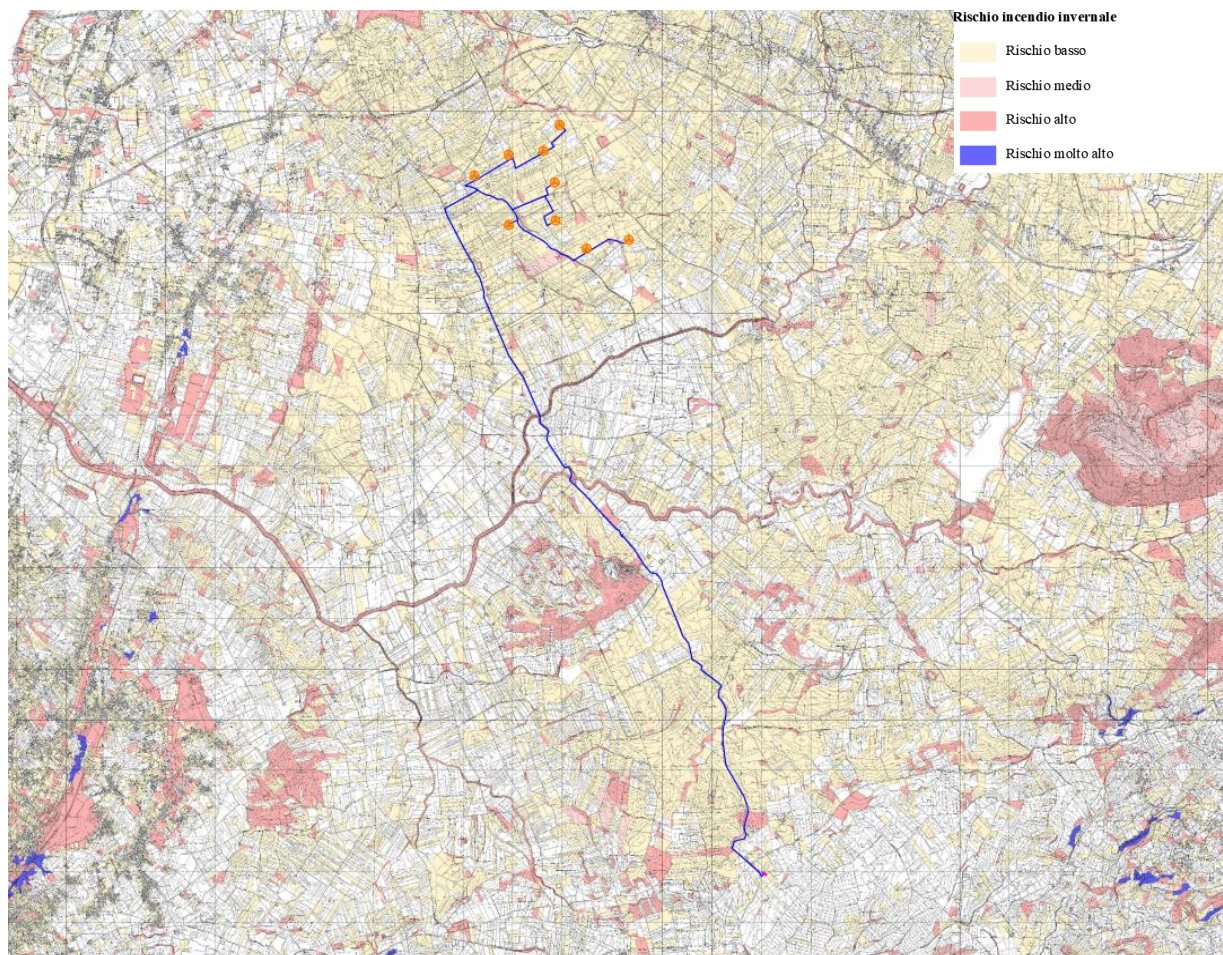 Rischio incendio invernale
Rischio basso
Rischio medio
Rischio alto
Rischio molto alto